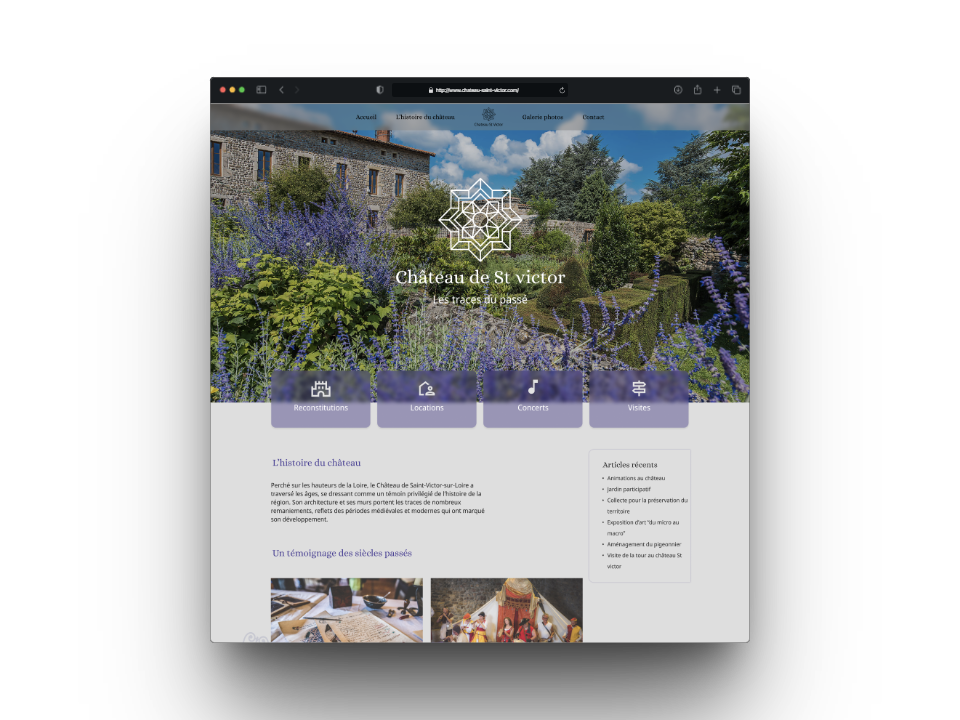 http://www.chateau-saint-victor.com/
Accueil
L'histoire du château
Château St victor
Galerie photos
Contact
Château de St victor
Les traces du passé
Reconstitutions
Locations
Concerts
Visites
L'histoire du château
Perché sur les hauteurs de la Loire, le Château de Saint-Victor-sur-Loire a
traversé les âges, se dressant comme un témoin privilégié de l'histoire de la
région. Son architecture et ses murs portent les traces de nombreux
remaniements, reflets des périodes médiévales et modernes qui ont marqué
son développement.
Un témoignage des siècles passés
Articles récents
• Animations au château
• Jardin participatif
• Collecte pour la préservation du
territoire
• Exposition d'art "du micro au
macro"
• Aménagement du pigeonnier
• Visite de la tour au château St
victor